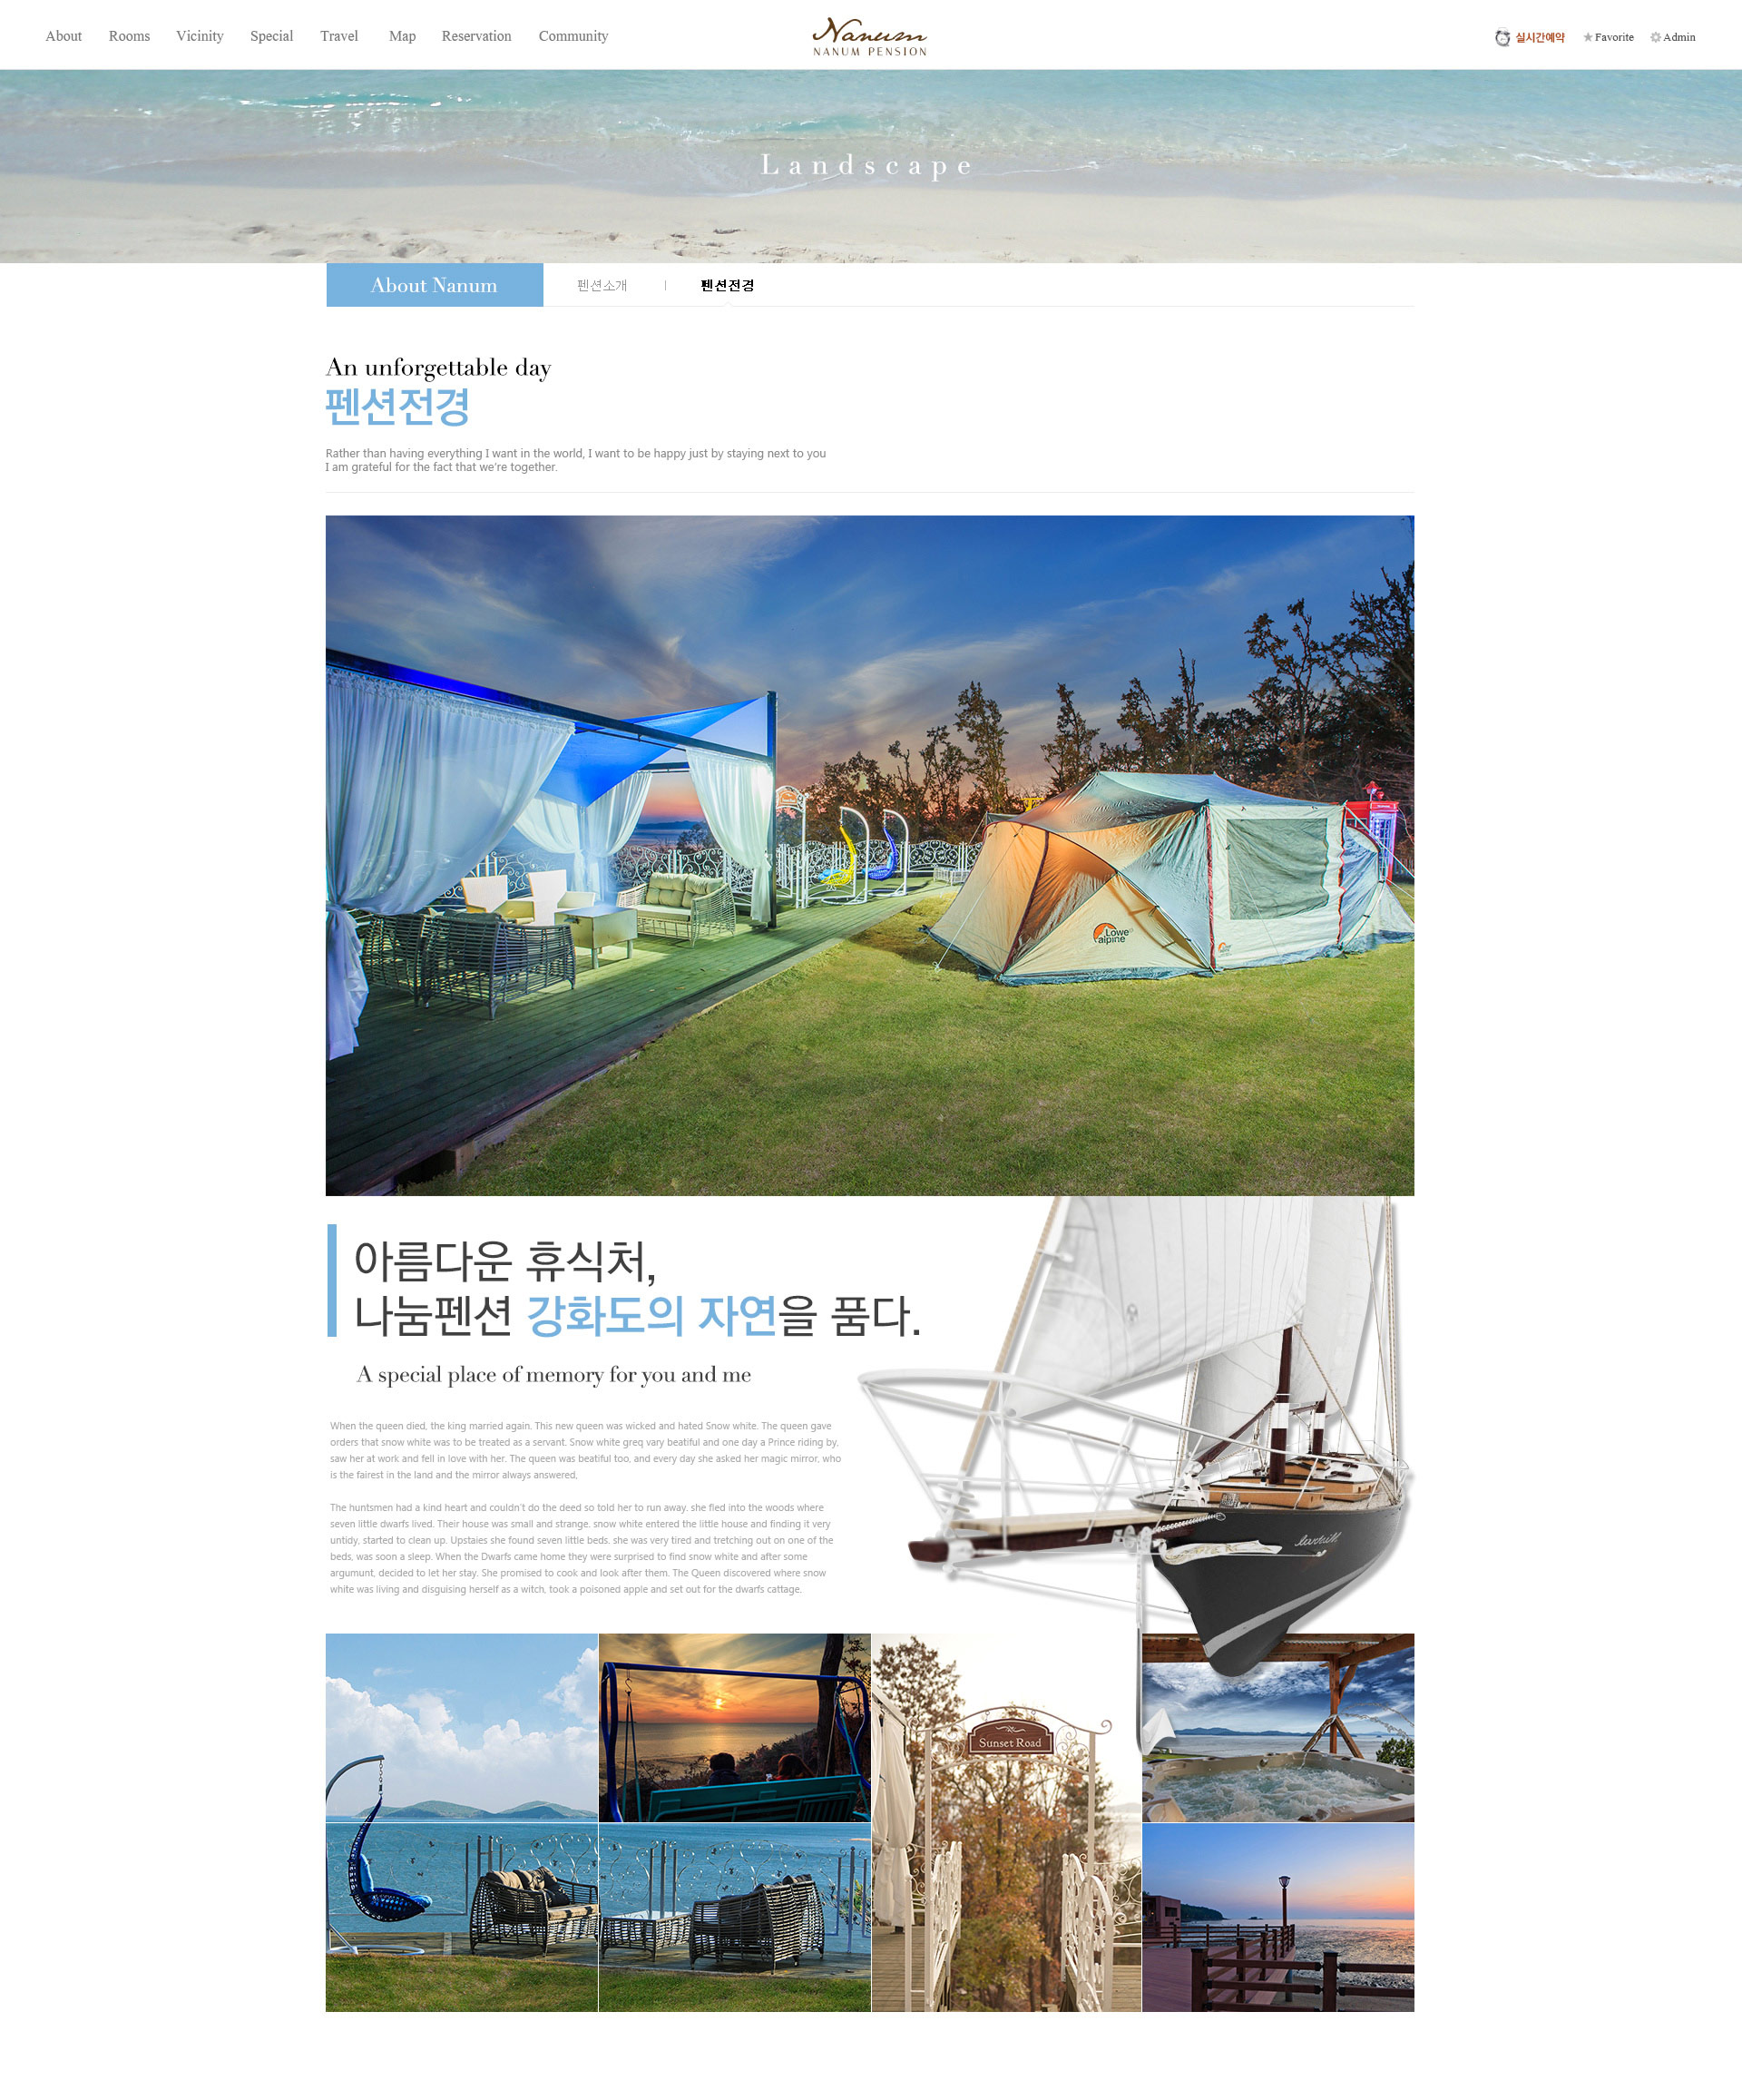 About Rooms Vicinity Special Travel Map Reservation Community
Nanum
NANUM PENSION
실시간예약 Favorite Admin
Landscape
About Nanum 펜션소개 펜션전경
An unforgettable day
펜션전경
Rather than having everything I want in the world, I want to be happy just by staying next to you
I am grateful for the fact that we're together.
Lowe
alpine
아름다운 휴식처,
나눔펜션 강화도의 자연을 품다.
A special place of memory for you and me
When the queen died, the king married again. This new queen was wicked and hated Snow white. The queen gave
orders that snow white was to be treated as a servant. Snow white greq vary beatiful and one day a Prince riding by,
saw her at work and fell in love with her. The queen was beatiful too, and every day she asked her magic mirror, who
is the fairest in the land and the mirror always answered,
The huntsmen had a kind heart and couldn't do the deed so told her to run away. she fled into the woods where
seven little dwarfs lived. Their house was small and strange. snow white entered the little house and finding it very
untidy, started to clean up. Upstaies she found seven little beds. she was very tired and tretching out on one of the
beds, was soon a sleep. When the Dwarfs came home they were surprised to find snow white and after some
argumunt, decided to let her stay. She promised to cook and look after them. The Queen discovered where snow
white was living and disguising herself as a witch, took a poisoned apple and set out for the dwarfs cattage.
Sunset Road